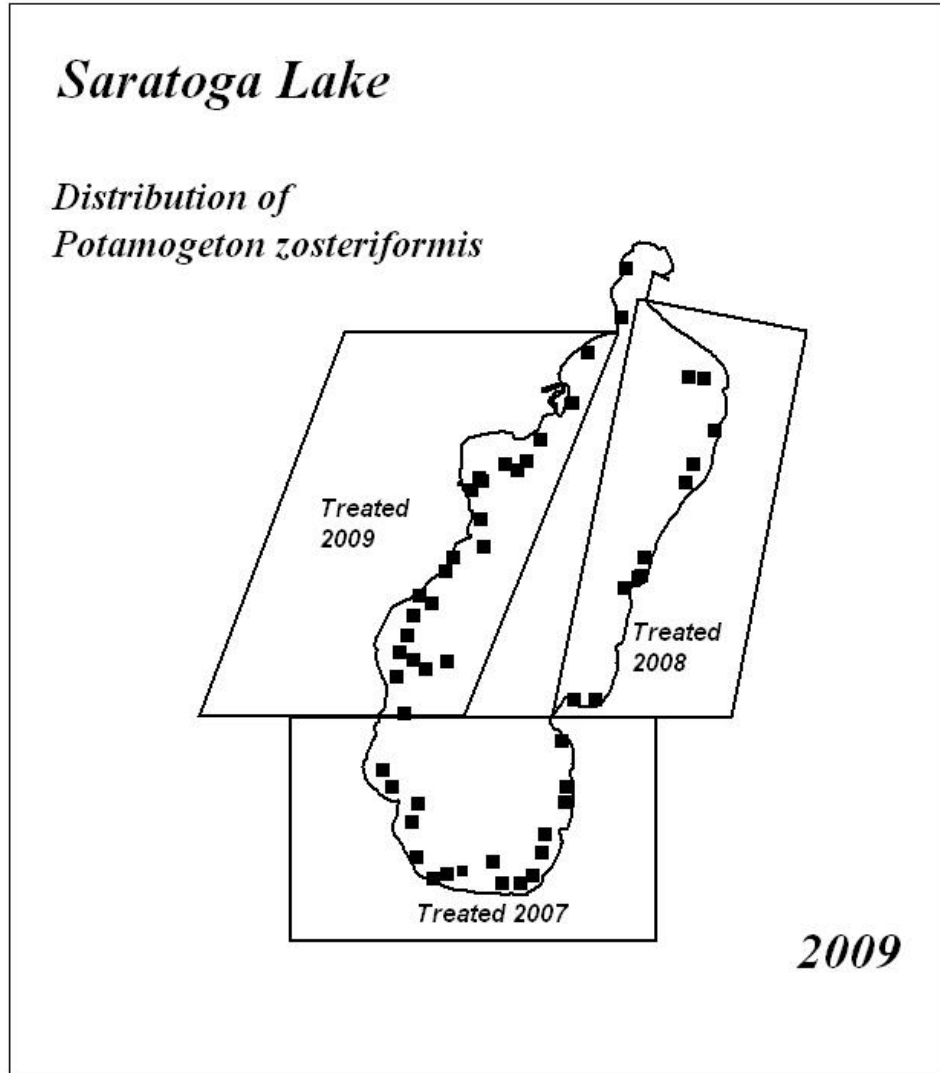 Saratoga Lake
Distribution of
Potamogeton zosteriformis
Treated
2009
Treated
2008
Treated 2007
2009